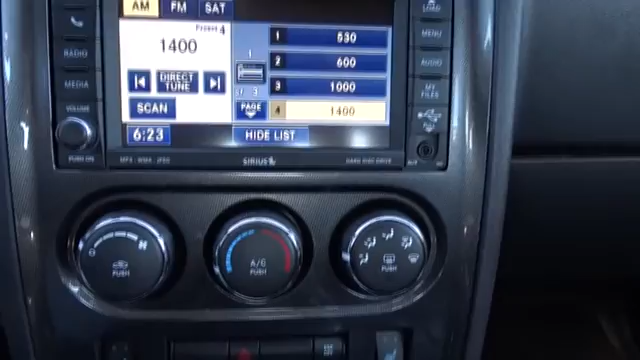 AM FM SAT
LOAD
Preset 4
1400
1 530
MENU
RADIO
2 600
AUDIO
MEDIA
DIRECT TUNE
3 1000
MY FILES
VOLUME
SCAN
PAGE
4 1400
6:23
HIDE LIST
PUSH ON
MP3 · WMA · JPEG
SIRIUS
HARD DISC DRIVE
AUX
H
A/C
PUSH
PUSH
PUSH